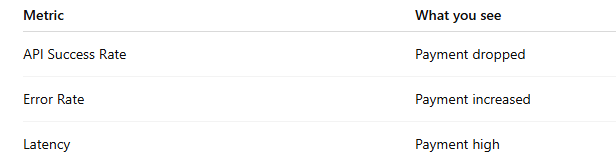 Metric What you see
API Success Rate Payment dropped
Error Rate Payment increased
Latency Payment high